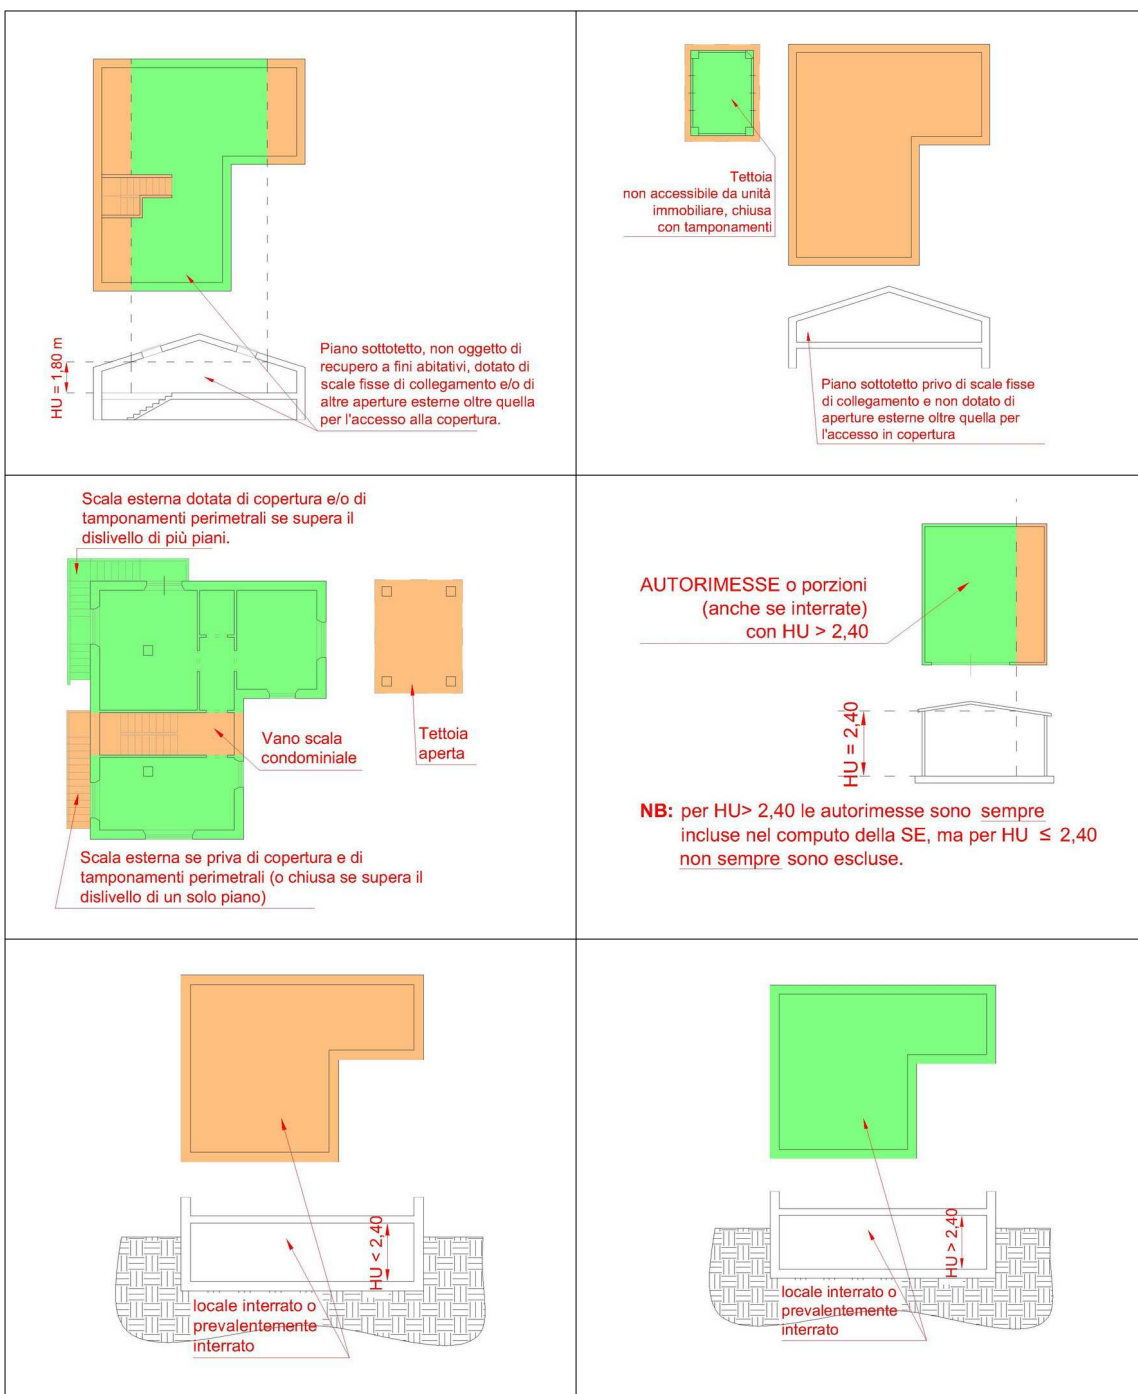 HU = 1,80 m
Piano sottotetto, non oggetto di
recupero a fini abitativi, dotato di
scale fisse di collegamento e/o di
altre aperture esterne oltre quella
per l'accesso alla copertura.
Tettoia
non accessibile da unità
immobiliare, chiusa
con tamponamenti
Piano sottotetto privo di scale fisse
di collegamento e non dotato di
aperture esterne oltre quella per
l'accesso in copertura
Scala esterna dotata di copertura e/o di
tamponamenti perimetrali se supera il
dislivello di più piani.
Vano scala
condominiale
Tettoia
aperta
Scala esterna se priva di copertura e di
tamponamenti perimetrali (o chiusa se supera il
dislivello di un solo piano)
AUTORIMESSE o porzioni
(anche se interrate)
con HU > 2,40
HU = 2,40
NB: per HU> 2,40 le autorimesse sono sempre
incluse nel computo della SE, ma per HU ≤ 2,40
non sempre sono escluse.
HU < 2,40
locale interrato o
prevalentemente
interrato
HU > 2,40
locale interrato o
prevalentemente
interrato